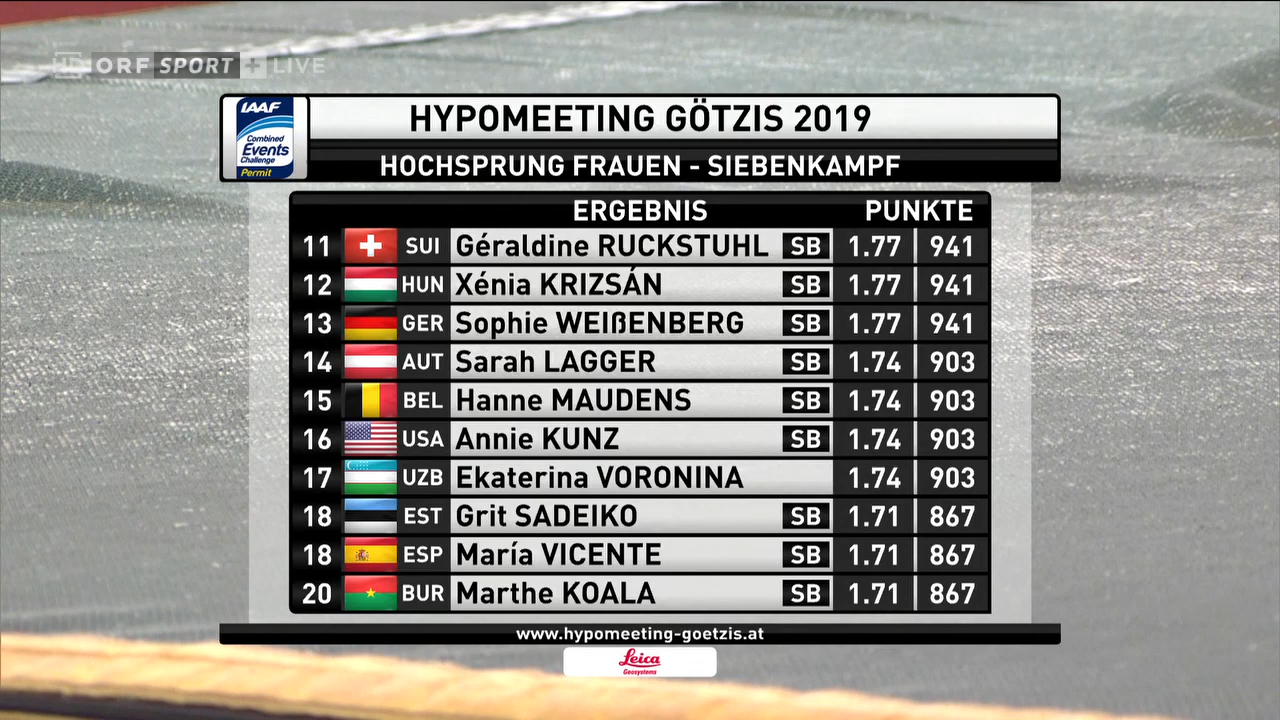 HD ORF SPORT + LIVE
IAAF
Combined
Events
Challenge
Permit
HYPOMEETING GÖTZIS 2019
HOCHSPRUNG FRAUEN - SIEBENKAMPF
ERGEBNIS PUNKTE
11 SUI Géraldine RUCKSTUHL SB 1.77 941
12 HUN Xénia KRIZSÁN SB 1.77 941
13 GER Sophie WEIßENBERG SB 1.77 941
14 AUT Sarah LAGGER SB 1.74 903
15 BEL Hanne MAUDENS SB 1.74 903
16 USA Annie KUNZ SB 1.74 903
17 UZB Ekaterina VORONINA 1.74 903
18 EST Grit SADEIKO SB 1.71 867
18 ESP María VICENTE SB 1.71 867
20 BUR Marthe KOALA SB 1.71 867
www.hypomeeting-goetzis.at
Leica
Geosystems